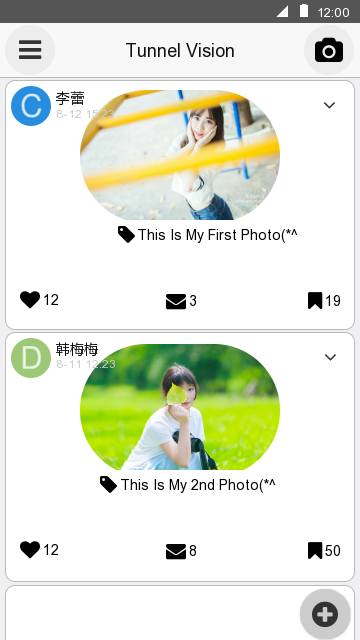 12:00
Tunnel Vision
C
李蕾
8-12 15:23
This Is My First Photo(*^
12
3
19
D
韩梅梅
8-11 12:23
This Is My 2nd Photo(*^
12
8
50